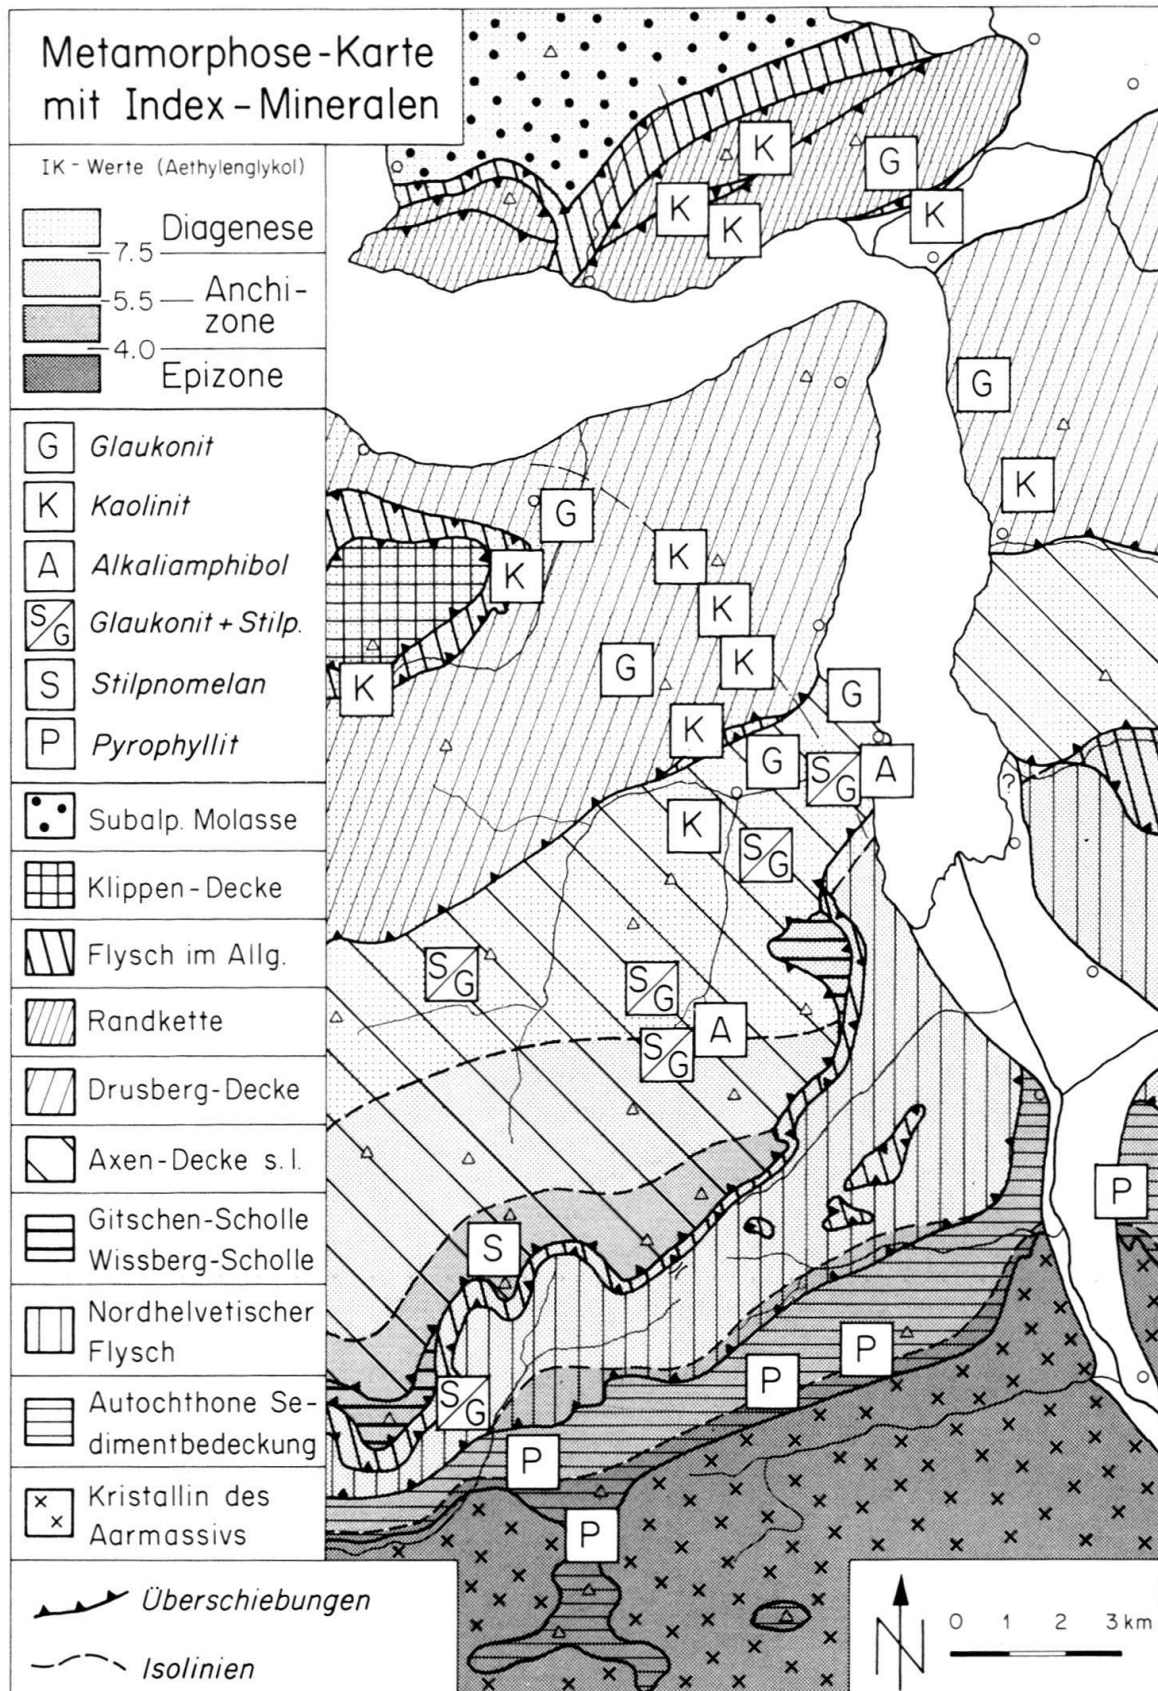 Metamorphose-Karte
mit Index-Mineralen
IK-Werte (Aethylenglykol)
Diagenese
7.5
Anchi-
5.5
zone
4.0
Epizone
G Glaukonit
K Kaolinit
A Alkaliamphibol
S/G Glaukonit + Stilp.
S Stilpnomelan
P Pyrophyllit
Subalp. Molasse
Klippen-Decke
Flysch im Allg.
Randkette
Drusberg-Decke
Axen-Decke s.l.
Gitschen-Scholle
Wissberg-Scholle
Nordhelvetischer
Flysch
Autochthone Se-
dimentbedeckung
Kristallin des
Aarmassivs
Überschiebungen
Isolinien
K
G
K
K
K
G
K
G
K
K
K
G
K
K
G
K
G
S/G
A
K
S/G
?
S/G
S/G
A
S/G
P
S
P
P
S/G
P
P
N
0 1 2 3 km